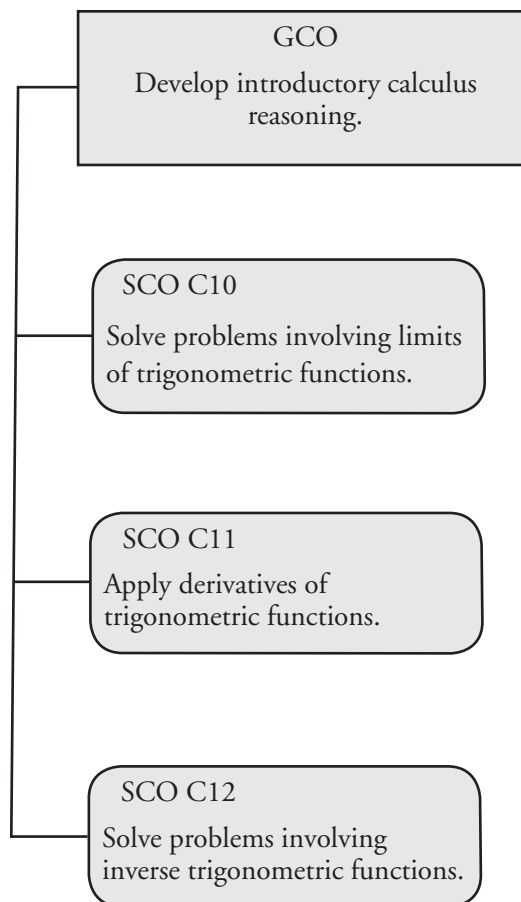 GCO
Develop introductory calculus
reasoning.
SCO C10
Solve problems involving limits
of trigonometric functions.
SCO C11
Apply derivatives of
trigonometric functions.
SCO C12
Solve problems involving
inverse trigonometric functions.